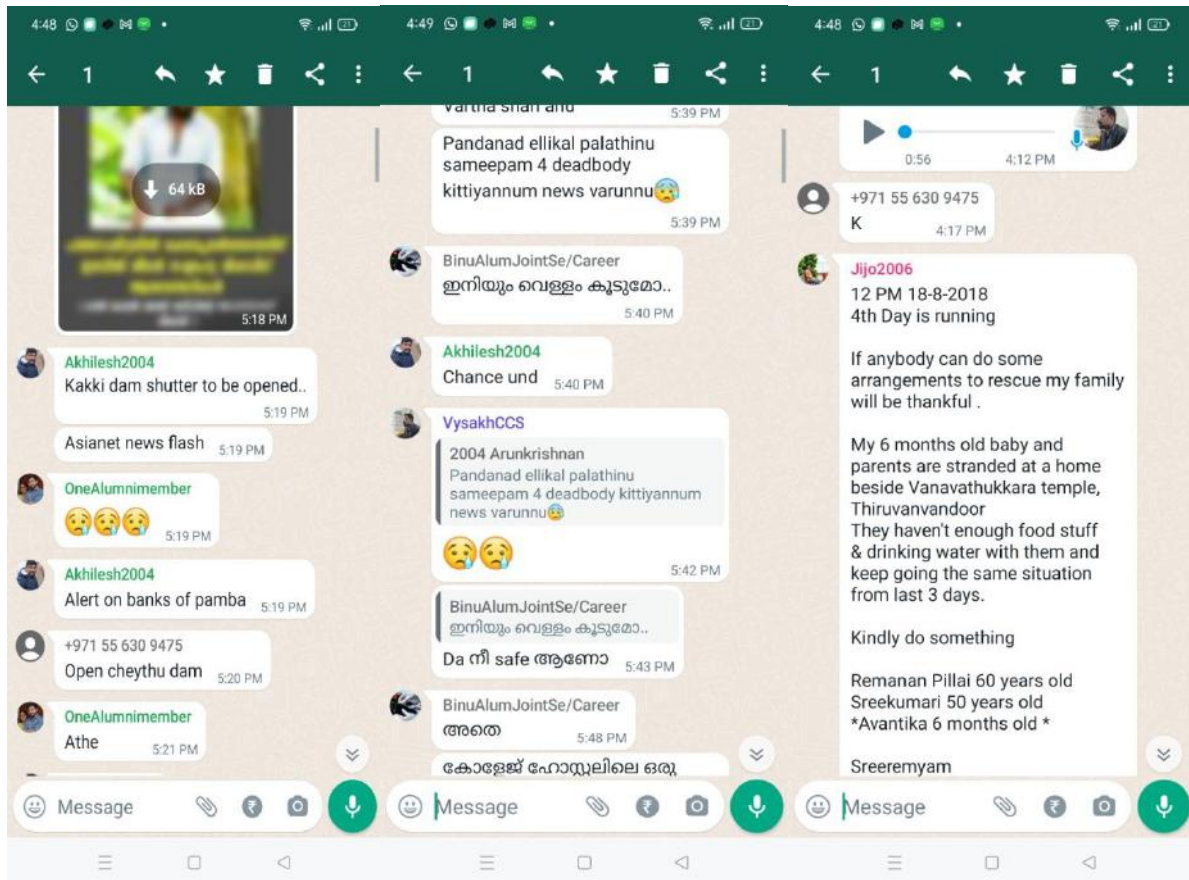 4:48
21
1
64 kB
5:18 PM
Akhilesh2004
Kakki dam shutter to be opened..
5:19 PM
Asianet news flash 5:19 PM
OneAlumnimember
5:19 PM
Akhilesh2004
Alert on banks of pamba 5:19 PM
+971 55 630 9475
Open cheythu dam 5:20 PM
OneAlumnimember
Athe 5:21 PM
Message
4:49
21
1
5:39 PM
Pandanad ellikal palathinu
sameepam 4 deadbody
kittiyannum news varunnu
5:39 PM
BinuAlumJointSe/Career
ഇനിയും വെള്ളം കൂടുമോ..
5:40 PM
Akhilesh2004
Chance und 5:40 PM
VysakhCCS
2004 Arunkrishnan
Pandanad ellikal palathinu
sameepam 4 deadbody kittiyannum
news varunnu
5:42 PM
BinuAlumJointSe/Career
ഇനിയും വെള്ളം കൂടുമോ..
Da നീ safe ആണോ 5:43 PM
BinuAlumJointSe/Career
അതെ 5:48 PM
കോളേജ് ഹോസ്റ്റലിലെ ഒരു
Message
4:48
21
1
0:56 4:12 PM
+971 55 630 9475
K 4:17 PM
Jijo2006
12 PM 18-8-2018
4th Day is running
If anybody can do some
arrangements to rescue my family
will be thankful .
My 6 months old baby and
parents are stranded at a home
beside Vanavathukkara temple,
Thiruvanvandoor
They haven't enough food stuff
& drinking water with them and
keep going the same situation
from last 3 days.
Kindly do something
Remanan Pillai 60 years old
Sreekumari 50 years old
*Avantika 6 months old *
Sreeremyam
Message